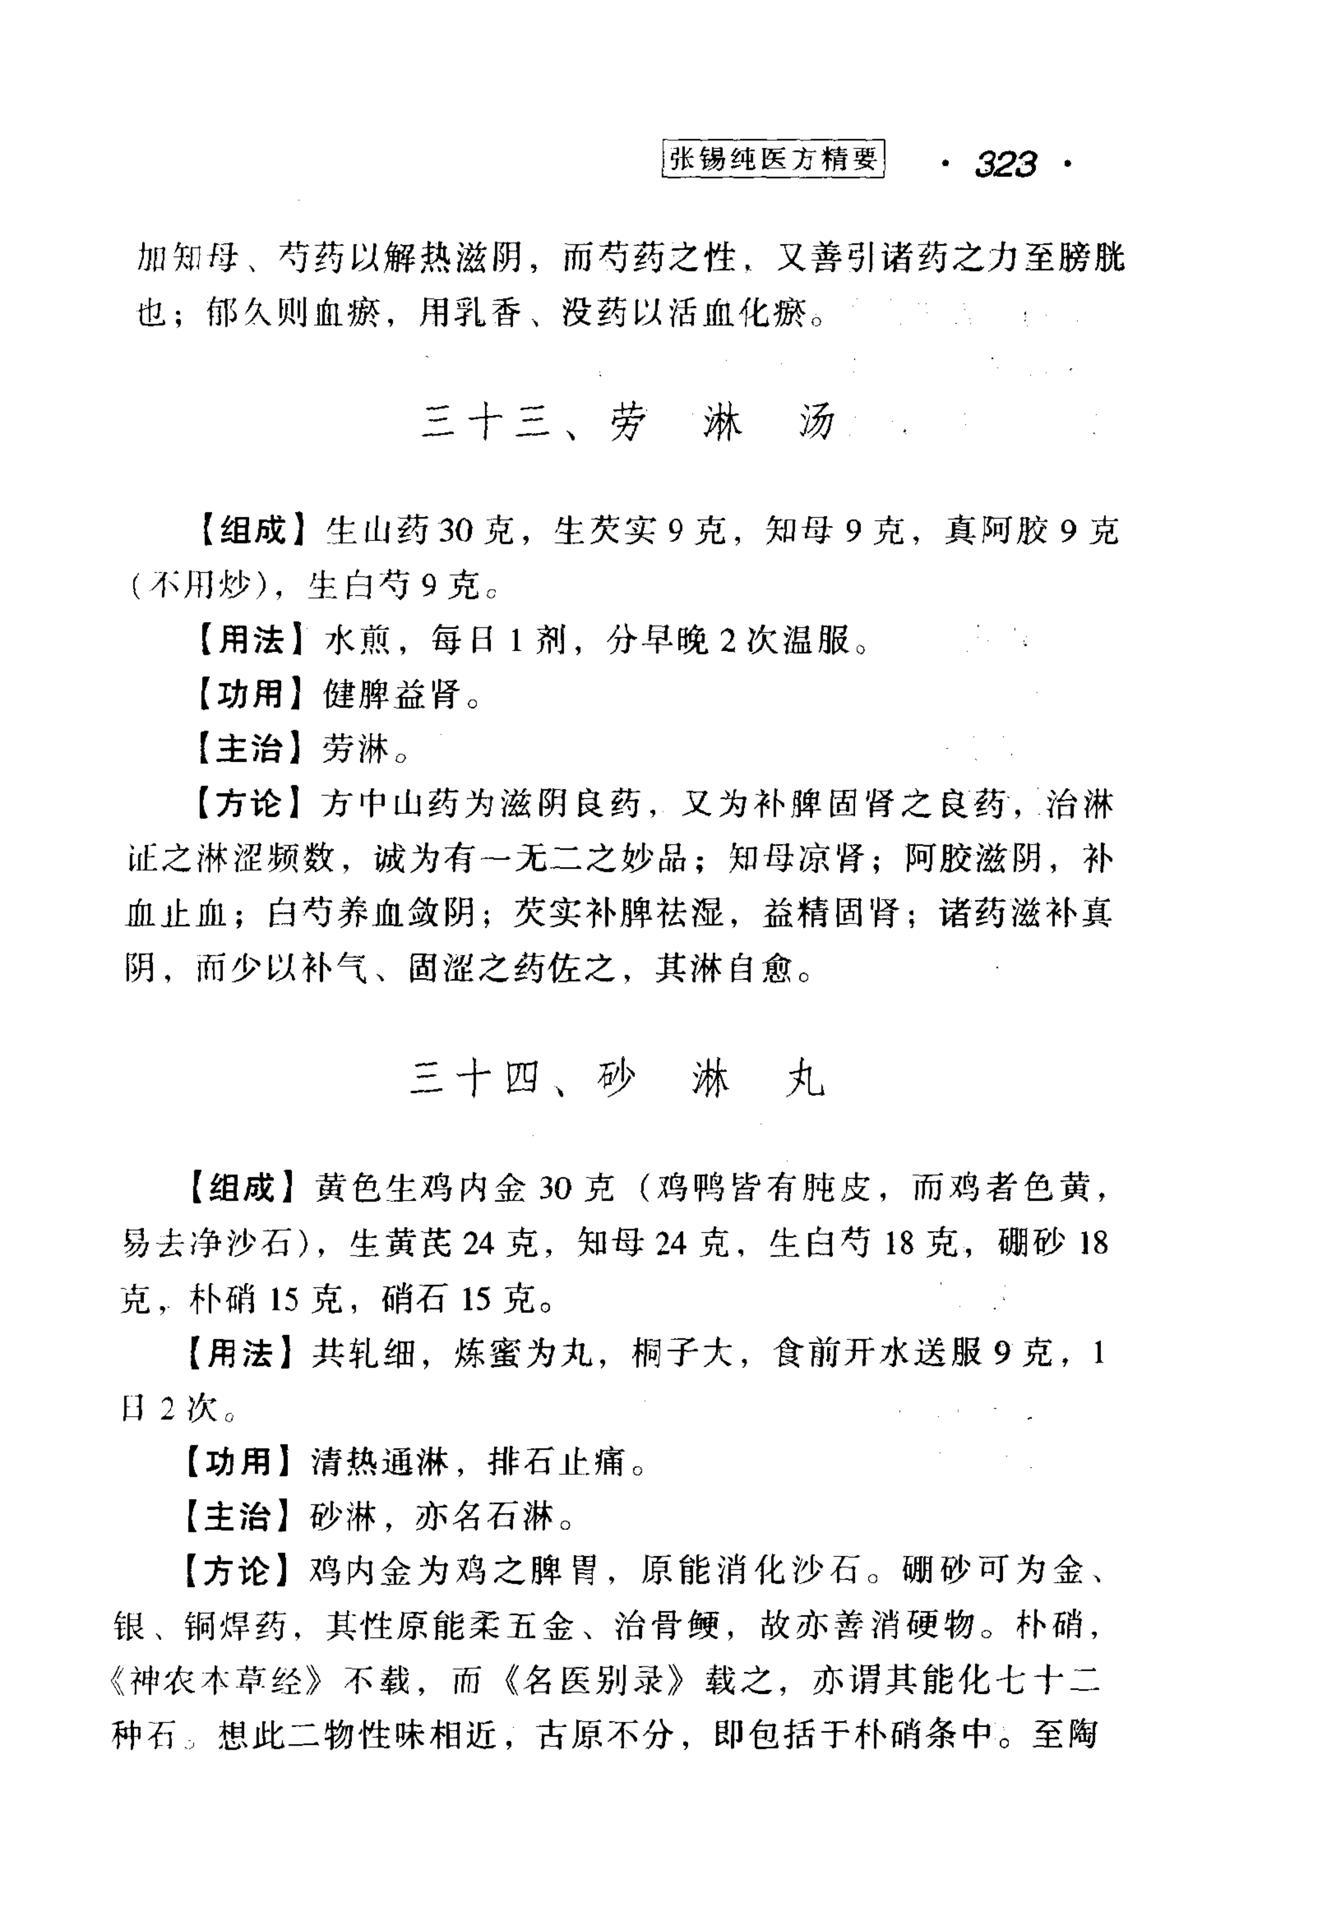 张锡纯医方精要 · 323 ·
加知母、芍药以解热滋阴，而芍药之性，又善引诸药之力至膀胱
也；郁久则血瘀，用乳香、没药以活血化瘀。
三十三、劳 淋 汤
【组成】生山药30克，生芡实9克，知母9克，真阿胶9克
(不用炒)，生白芍9克。
【用法】水煎，每日1剂，分早晚2次温服。
【功用】健脾益肾。
【主治】劳淋。
【方论】方中山药为滋阴良药，又为补脾固肾之良药，治淋
证之淋涩频数，诚为有一无二之妙品；知母凉肾；阿胶滋阴，补
血止血；白芍养血敛阴；芡实补脾祛湿，益精固肾；诸药滋补真
阴，而少以补气、固涩之药佐之，其淋自愈。
三十四、砂 淋 丸
【组成】黄色生鸡内金30克（鸡鸭皆有肫皮，而鸡者色黄，
易去净沙石)，生黄芪24克，知母24克，生白芍18克，硼砂18
克，朴硝15克，硝石15克。
【用法】共轧细，炼蜜为丸，桐子大，食前开水送服9克，1
日2次。
【功用】清热通淋，排石止痛。
【主治】砂淋，亦名石淋。
【方论】鸡内金为鸡之脾胃，原能消化沙石。硼砂可为金、
银、铜焊药，其性原能柔五金、治骨鲠，故亦善消硬物。朴硝，
《神农本草经》不载，而《名医别录》载之，亦谓其能化七十二
种石。想此二物性味相近，古原不分，即包括于朴硝条中。至陶